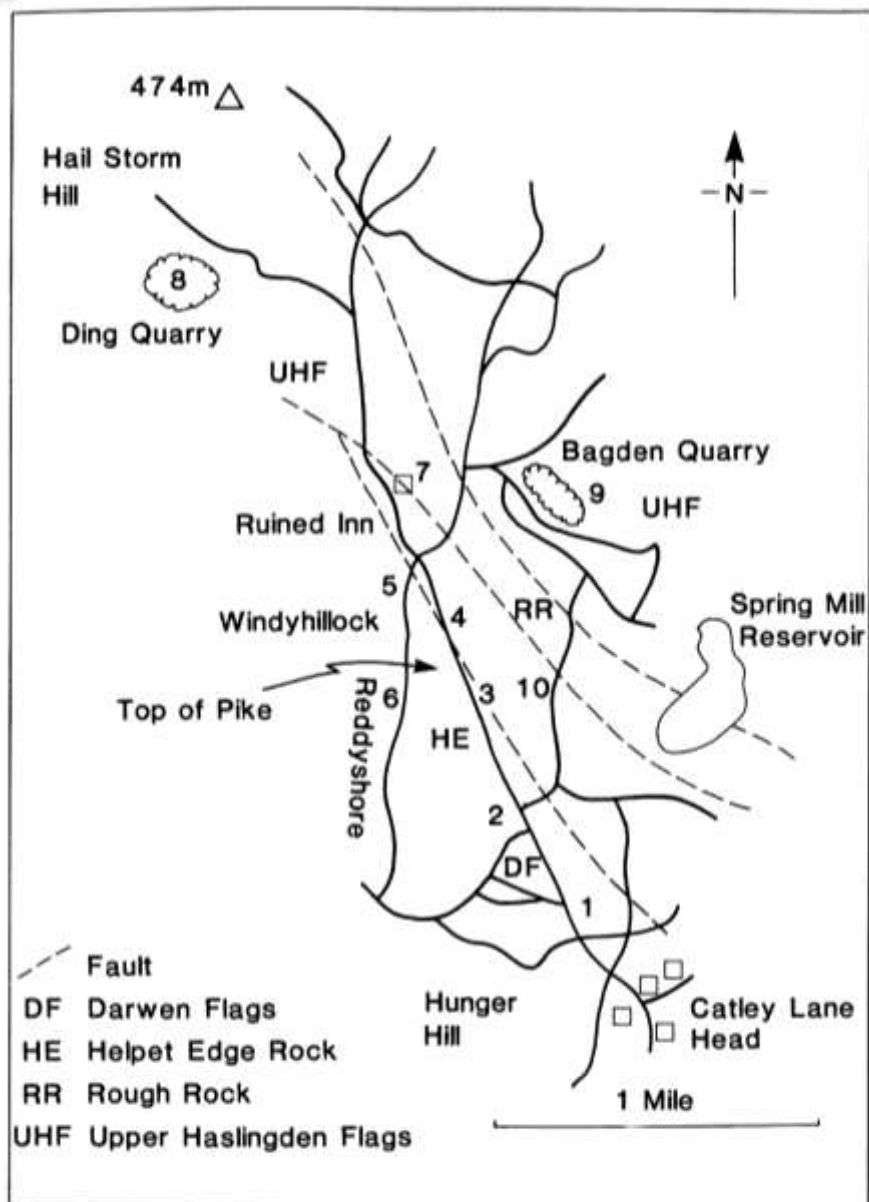 474m
Hail Storm
Hill
N
8
Ding Quarry
UHF
Bagden Quarry
7
9
UHF
Ruined Inn
5
4
RR
Windyhillock
Spring Mill
Reservoir
Top of Pike
6
3
10
Reddyshore
HE
2
DF
1
Fault
DF Darwen Flags
HE Helpet Edge Rock
RR Rough Rock
UHF Upper Haslingden Flags
Hunger
Hill
Catley Lane
Head
1 Mile